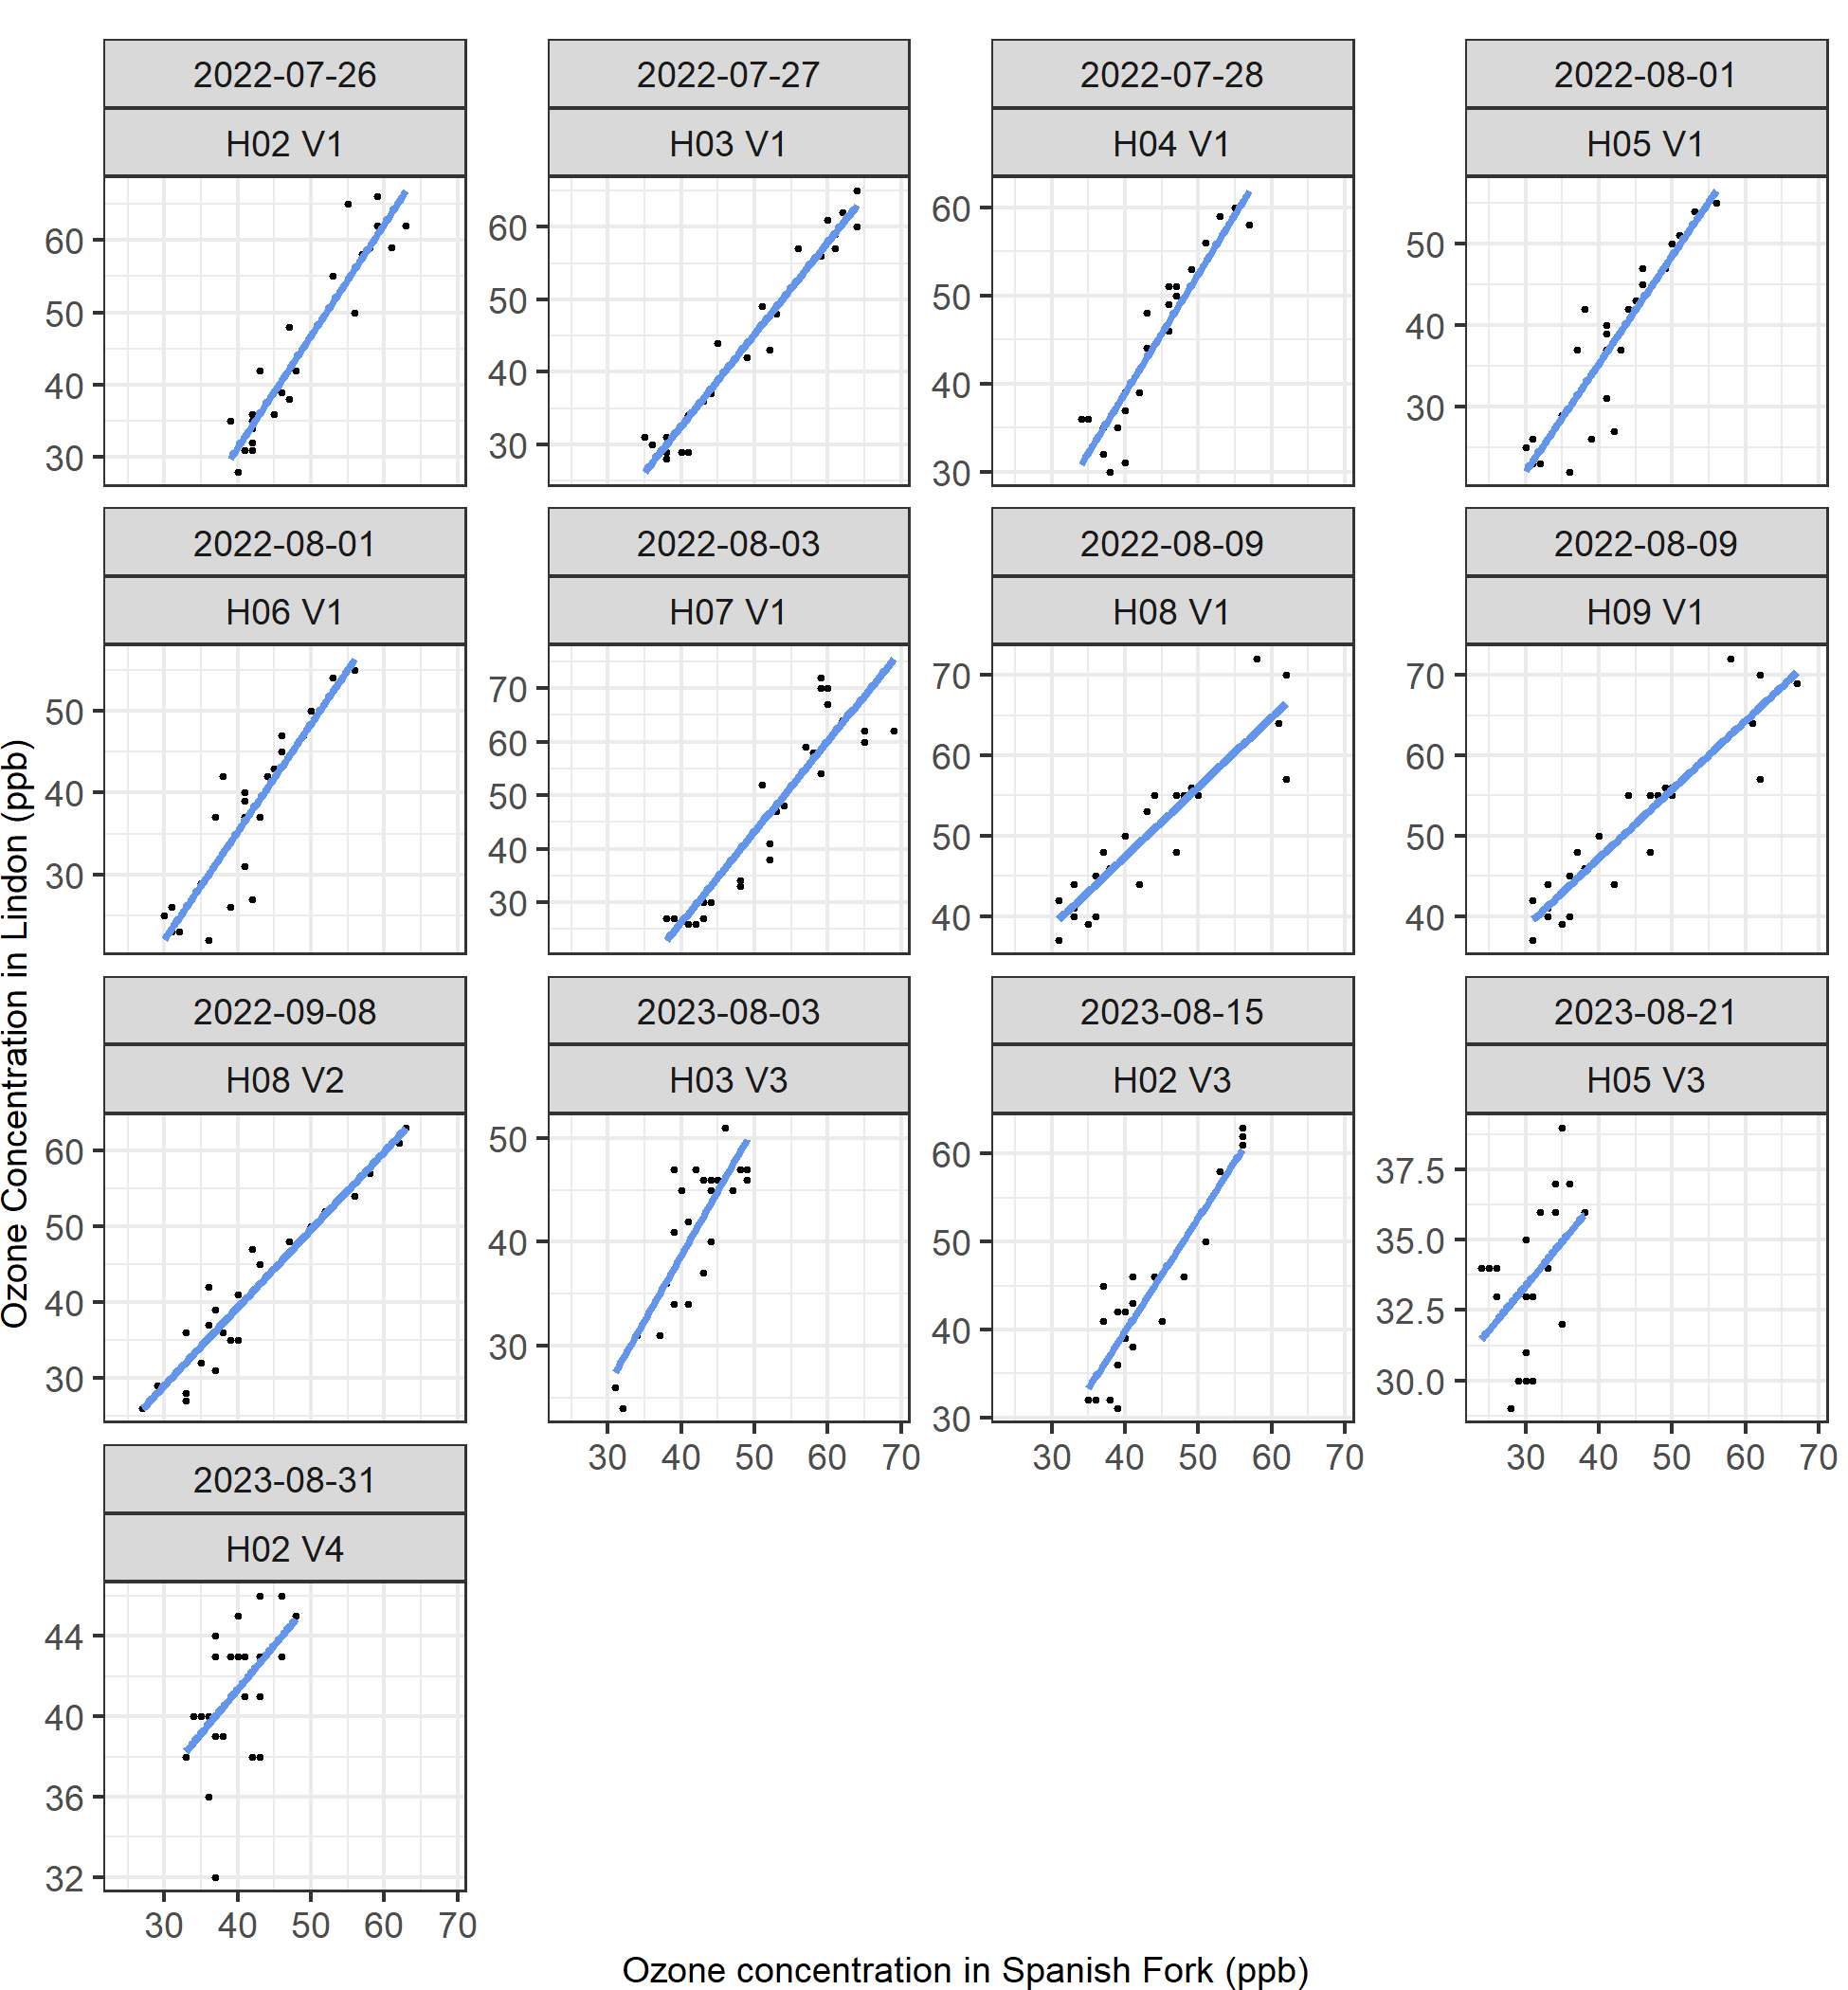 2022-07-26 2022-07-27 2022-07-28 2022-08-01
H02 V1 H03 V1 H04 V1 H05 V1
60 50 40 30
60 50 40 30
60 50 40 30
50 40 30
2022-08-01 2022-08-03 2022-08-09 2022-08-09
H06 V1 H07 V1 H08 V1 H09 V1
50 40 30
70 60 50 40 30
70 60 50 40
70 60 50 40
2022-09-08 2023-08-03 2023-08-15 2023-08-21
H08 V2 H03 V3 H02 V3 H05 V3
60 50 40 30
50 40 30
60 50 40 30
37.5 35.0 32.5 30.0
30 40 50 60 70 30 40 50 60 70 30 40 50 60 70
2023-08-31
H02 V4
44 40 36 32
30 40 50 60 70
Ozone concentration in Spanish Fork (ppb)
Ozone Concentration in Lindon (ppb)